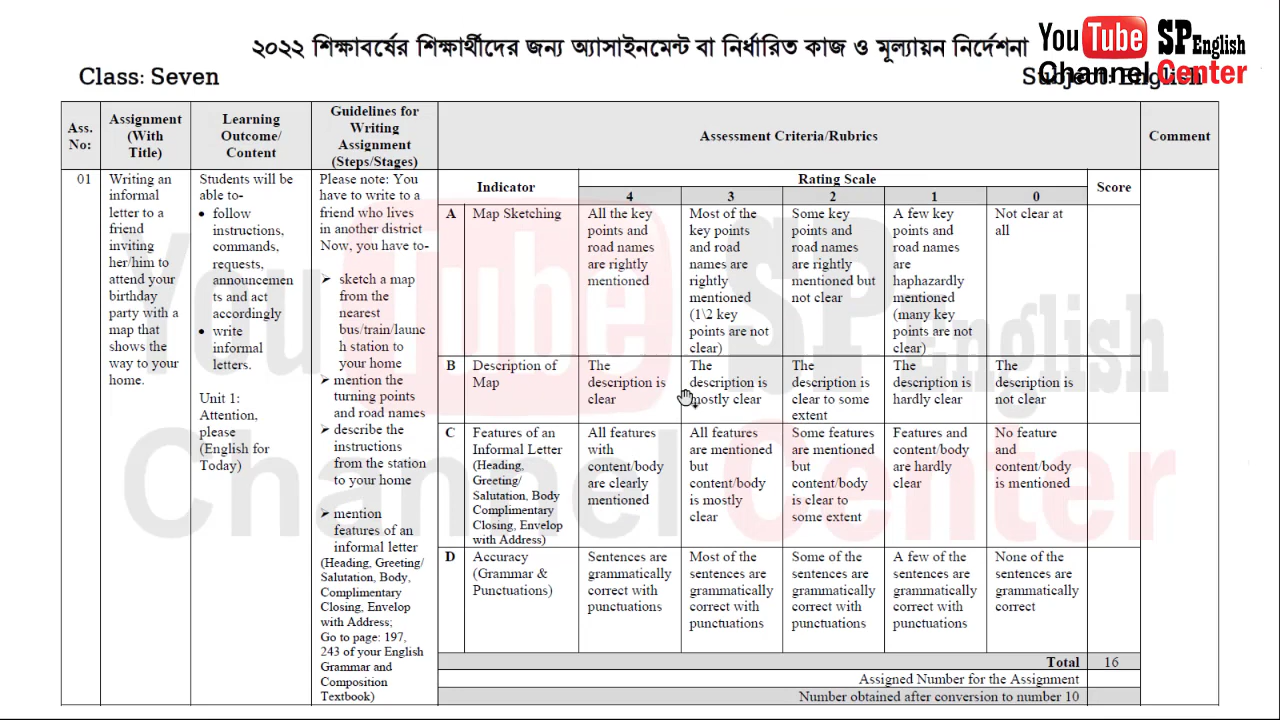 ২০২২ শিক্ষাবর্ষের শিক্ষার্থীদের জন্য অ্যাসাইনমেন্ট বা নির্ধারিত কাজ ও মূল্যায়ন নির্দেশনা
You Tube SP English
Channel Center
Class: Seven
Subject: English
Ass. No:
Assignment (With Title)
Learning Outcome/ Content
Guidelines for Writing Assignment (Steps/Stages)
Assessment Criteria/Rubrics
Comment
01
Writing an
informal
letter to a
friend
inviting
her/him to
attend your
birthday
party with a
map that
shows the
way to your
home.
Students will be
able to-
• follow
instructions,
commands,
requests,
announcemen
ts and act
accordingly
• write
informal
letters.
Unit 1:
Attention,
please
(English for
Today)
Please note: You
have to write to a
friend who lives
in another district
Now, you have to-
➢ sketch a map
from the
nearest
bus/train/launc
h station to
your home
➢ mention the
turning points
and road names
➢ describe the
instructions
from the station
to your home
➢ mention
features of an
informal letter
(Heading, Greeting/
Salutation, Body,
Complimentary
Closing, Envelop
with Address;
Go to page: 197,
243 of your English
Grammar and
Composition
Textbook)
Indicator
Rating Scale
4 3 2 1 0
Score
A
Map Sketching
All the key
points and
road names
are rightly
mentioned
Most of the
key points
and road
names are
rightly
mentioned
(1\2 key
points are not
clear)
Some key
points and
road names
are rightly
mentioned but
not clear
A few key
points and
road names
are
haphazardly
mentioned
(many key
points are not
clear)
Not clear at
all
B
Description of
Map
The
description is
clear
The
description is
mostly clear
The
description is
clear to some
extent
The
description is
hardly clear
The
description is
not clear
C
Features of an
Informal Letter
(Heading,
Greeting/
Salutation, Body
Complimentary
Closing, Envelop
with Address)
All features
with
content/body
are clearly
mentioned
All features
are mentioned
but
content/body
is mostly
clear
Some features
are mentioned
but
content/body
is clear to
some extent
Features and
content/body
are hardly
clear
No feature
and
content/body
is mentioned
D
Accuracy
(Grammar &
Punctuations)
Sentences are
grammatically
correct with
punctuations
Most of the
sentences are
grammatically
correct with
punctuations
Some of the
sentences are
grammatically
correct with
punctuations
A few of the
sentences are
grammatically
correct with
punctuations
None of the
sentences are
grammatically
correct
Total 16
Assigned Number for the Assignment
Number obtained after conversion to number 10
You Tube SP English
Channel Center